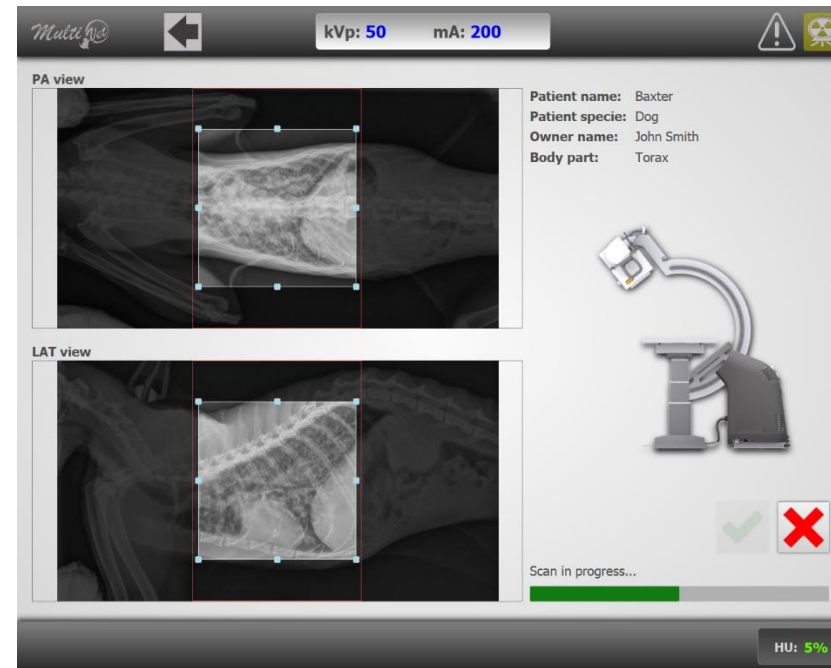 Multi Vet
kVp: 50 mA: 200
PA view
Patient name: Baxter
Patient specie: Dog
Owner name: John Smith
Body part: Torax
LAT view
Scan in progress...
HU: 5%